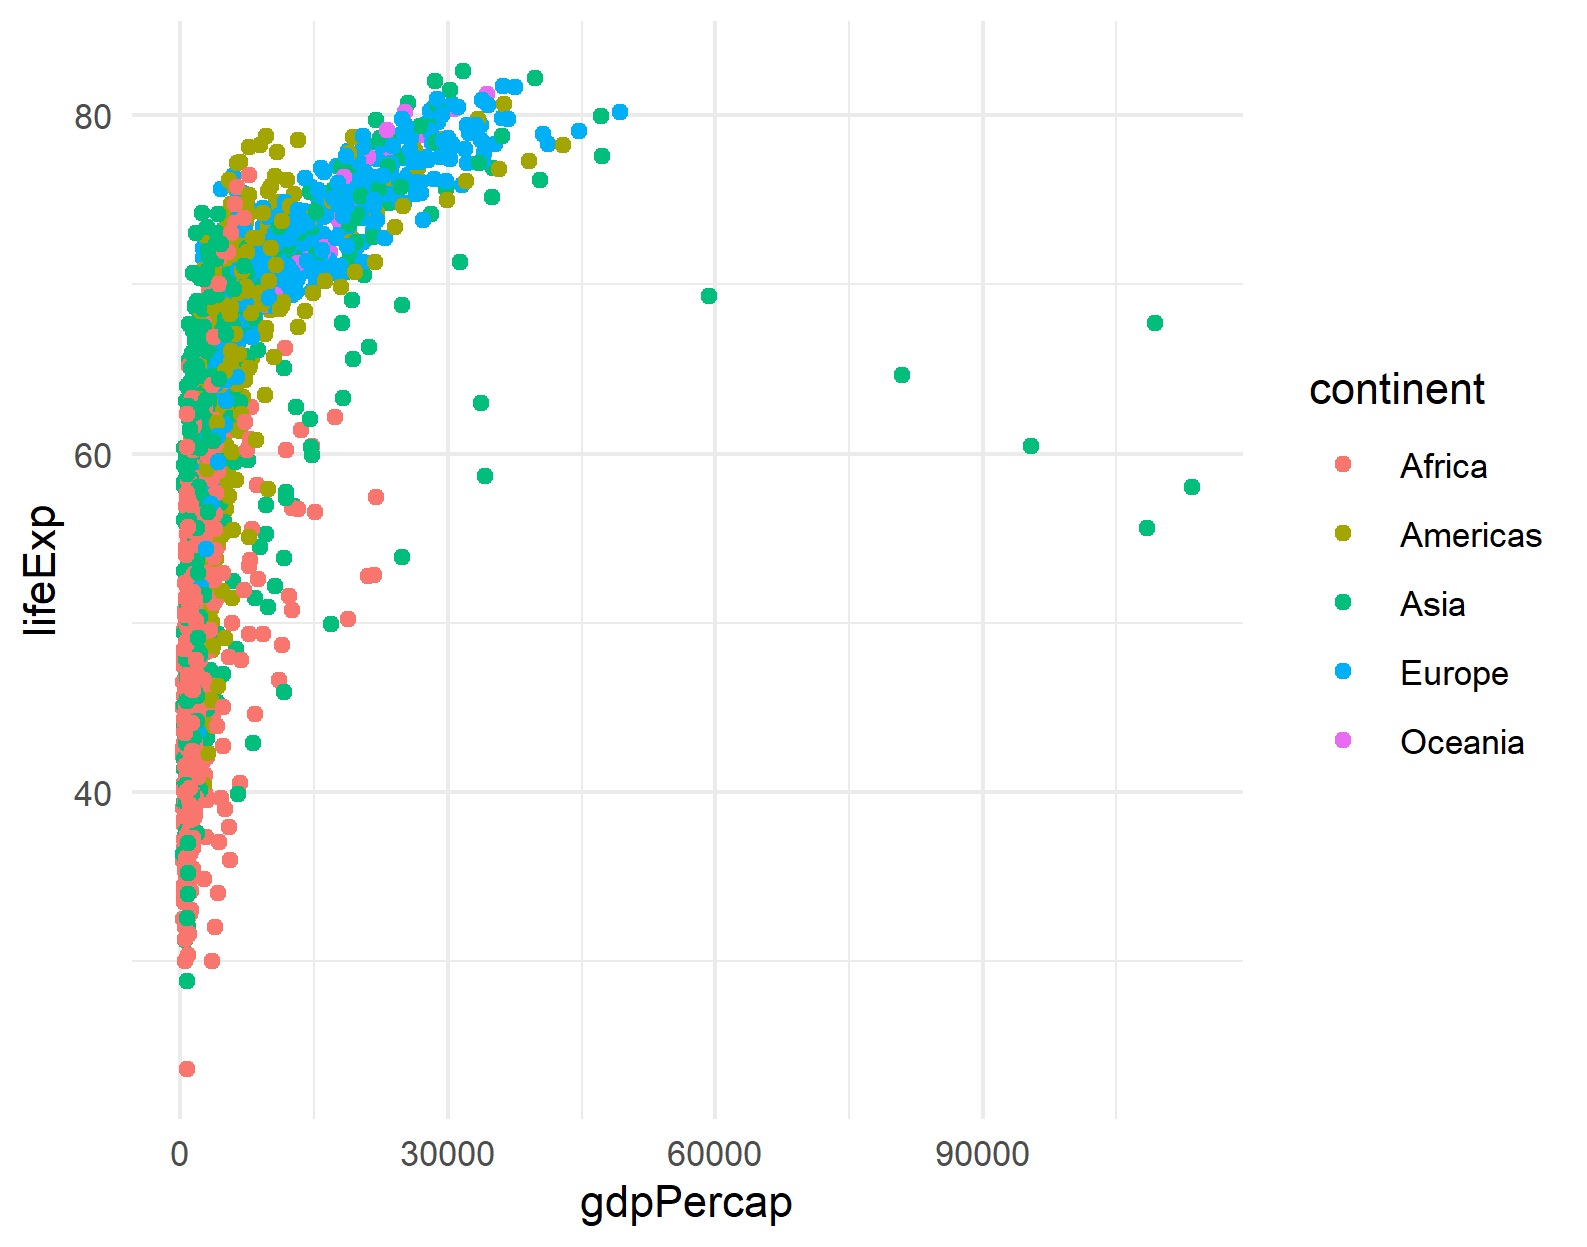 80
60
40
lifeExp
0
30000
60000
90000
gdpPercap
continent
Africa
Americas
Asia
Europe
Oceania